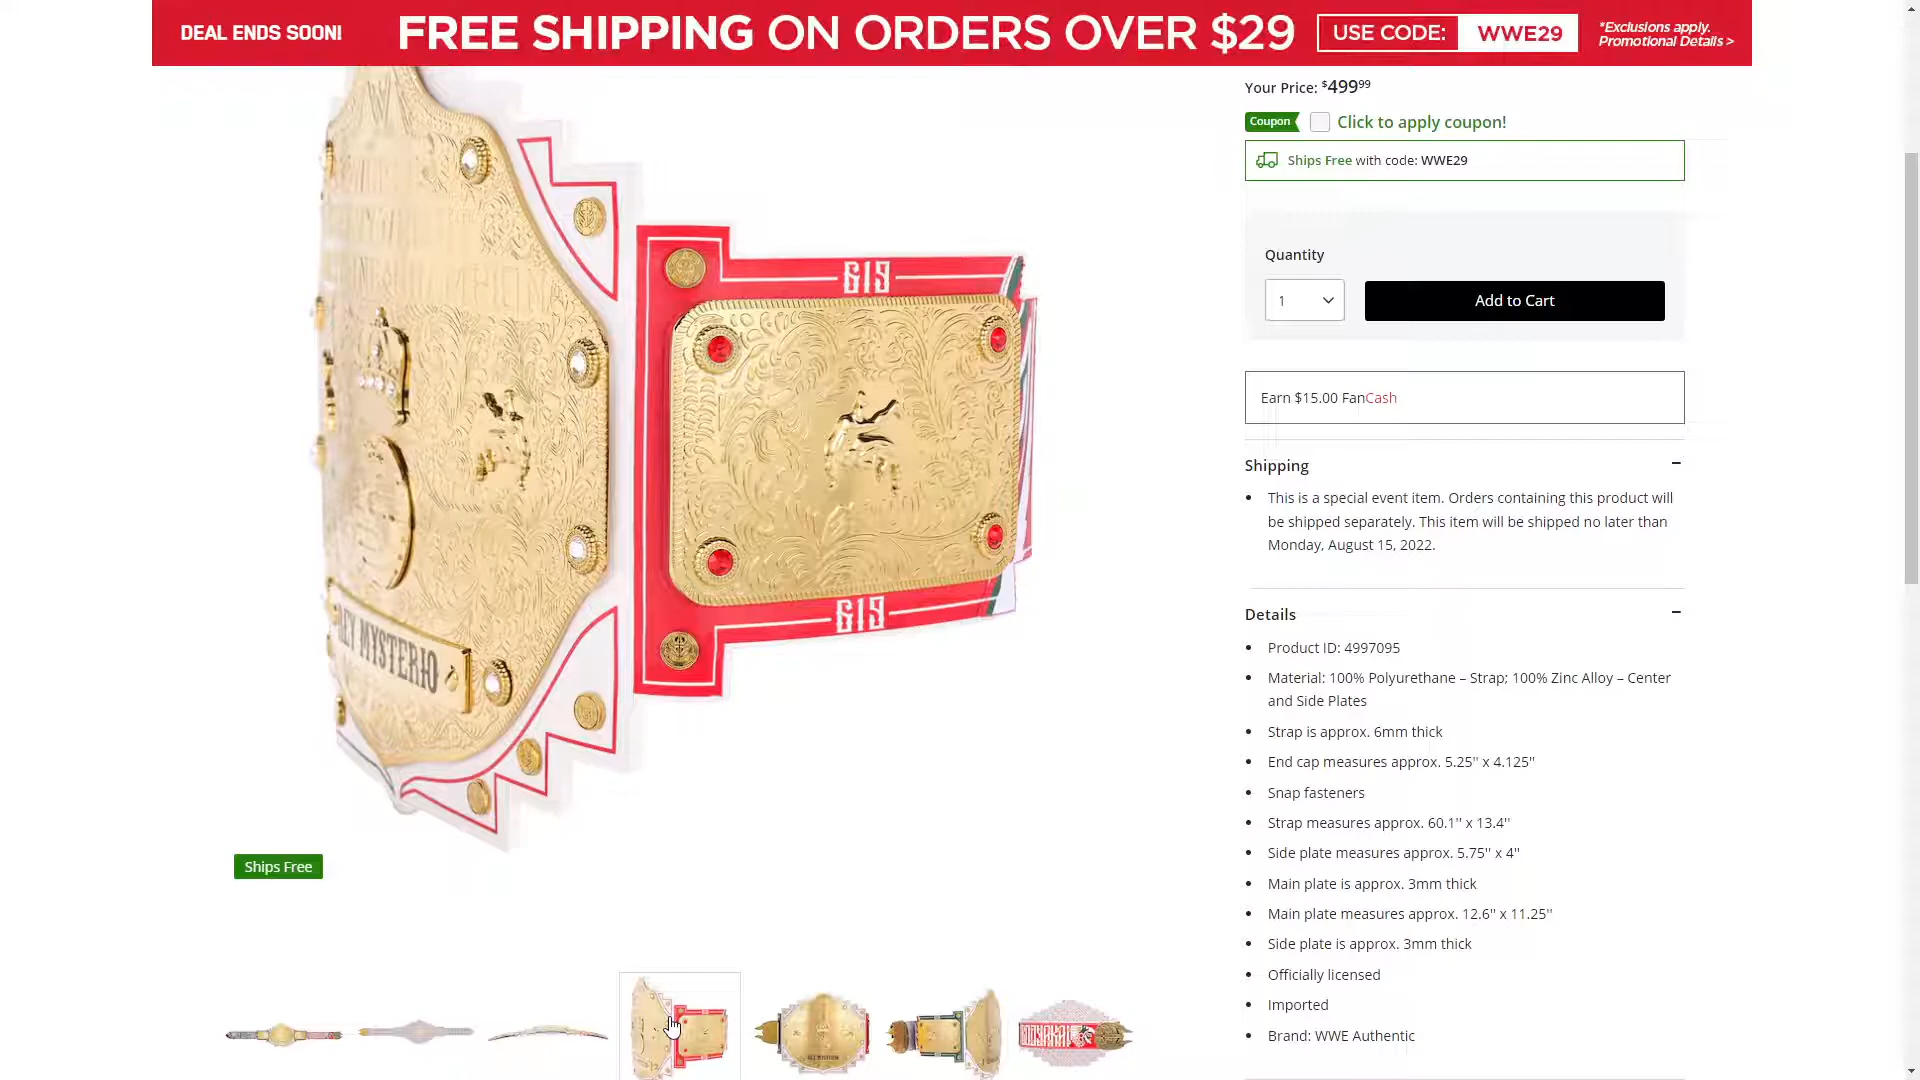 DEAL ENDS SOON!
FREE SHIPPING ON ORDERS OVER $29
USE CODE: WWE29
*Exclusions apply.
Promotional Details >
Your Price: $499⁹⁹
Coupon Click to apply coupon!
Ships Free with code: WWE29
Quantity
1
Add to Cart
Earn $15.00 FanCash
Shipping
This is a special event item. Orders containing this product will
be shipped separately. This item will be shipped no later than
Monday, August 15, 2022.
Details
Product ID: 4997095
Material: 100% Polyurethane – Strap; 100% Zinc Alloy – Center
and Side Plates
Strap is approx. 6mm thick
End cap measures approx. 5.25'' x 4.125''
Snap fasteners
Strap measures approx. 60.1'' x 13.4''
Side plate measures approx. 5.75'' x 4''
Main plate is approx. 3mm thick
Main plate measures approx. 12.6'' x 11.25''
Side plate is approx. 3mm thick
Officially licensed
Imported
Brand: WWE Authentic
619
619
REY MYSTERIO
Ships Free
BOOYAKA!